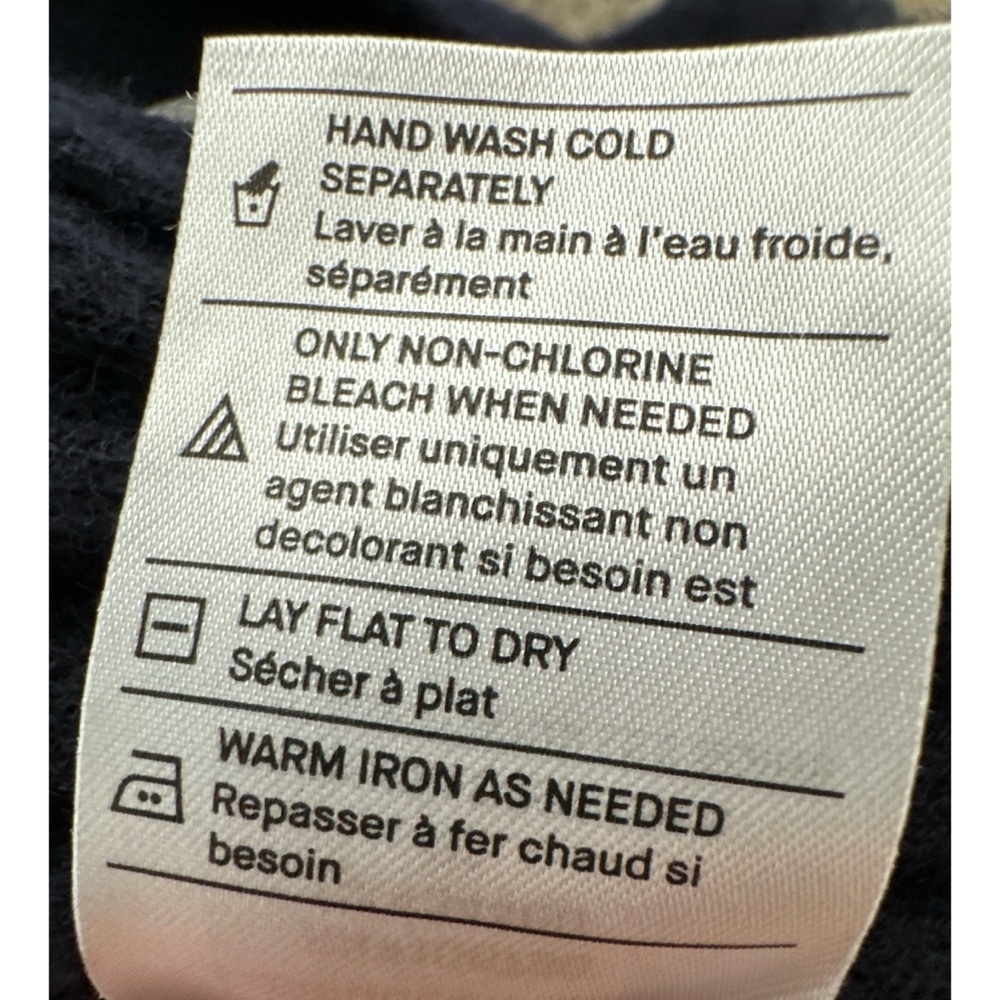 HAND WASH COLD
SEPARATELY
Laver à la main à l'eau froide,
séparément
ONLY NON-CHLORINE
BLEACH WHEN NEEDED
Utiliser uniquement un
agent blanchissant non
decolorant si besoin est
LAY FLAT TO DRY
Sécher à plat
WARM IRON AS NEEDED
Repasser à fer chaud si
besoin